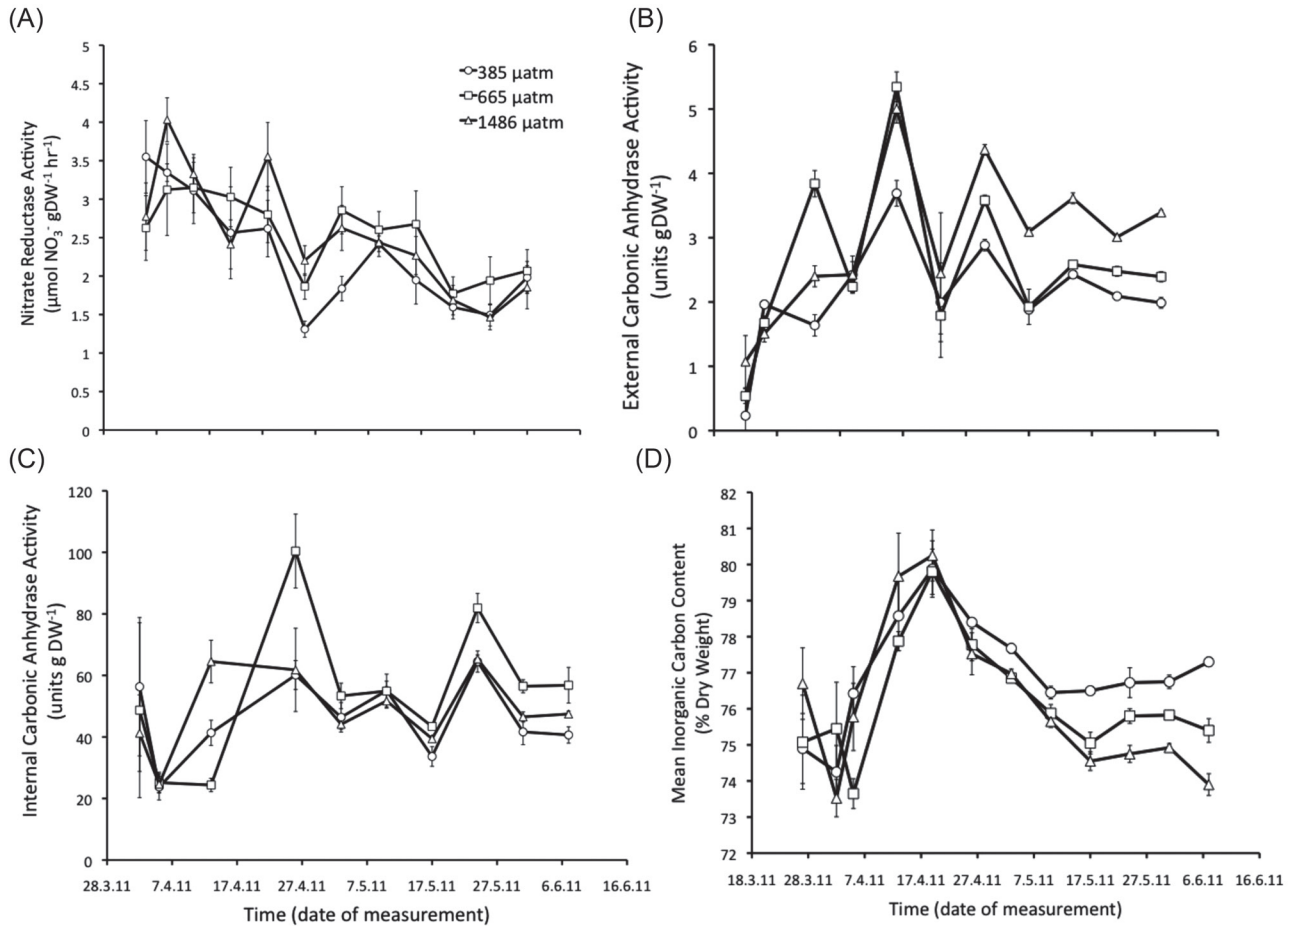 (A)
5
4.5
4
3.5
3
2.5
2
1.5
1
0.5
0
Nitrate Reductase Activity
(µmol NO3- gDW-1 hr-1)
385 µatm
665 µatm
1486 µatm
(B)
6
5
4
3
2
1
0
External Carbonic Anhydrase Activity
(units gDW-1)
(C)
120
100
80
60
40
20
0
Internal Carbonic Anhydrase Activity
(units g DW-1)
28.3.11 7.4.11 17.4.11 27.4.11 7.5.11 17.5.11 27.5.11 6.6.11 16.6.11
Time (date of measurement)
(D)
82
81
80
79
78
77
76
75
74
73
72
Mean Inorganic Carbon Content
(% Dry Weight)
18.3.11 28.3.11 7.4.11 17.4.11 27.4.11 7.5.11 17.5.11 27.5.11 6.6.11 16.6.11
Time (date of measurement)